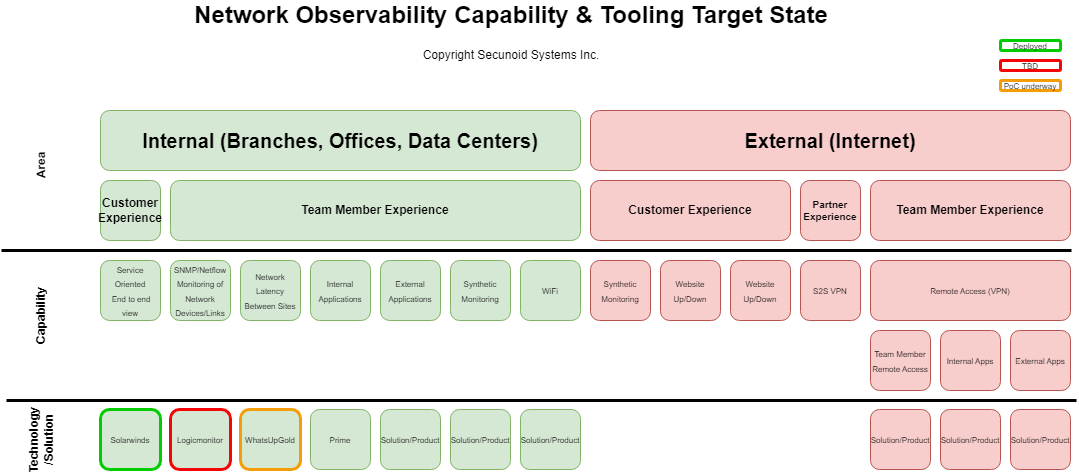 Network Observability Capability & Tooling Target State
Copyright Secunoid Systems Inc.
Deployed
TBD
PoC underway
Area
Internal (Branches, Offices, Data Centers)
External (Internet)
Customer
Experience
Team Member Experience
Customer Experience
Partner
Experience
Team Member Experience
Capability
Service
Oriented
End to end
view
SNMP/Netflow
Monitoring of
Network
Devices/Links
Network
Latency
Between Sites
Internal
Applications
External
Applications
Synthetic
Monitoring
WiFi
Synthetic
Monitoring
Website
Up/Down
Website
Up/Down
S2S VPN
Remote Access (VPN)
Team Member
Remote Access
Internal Apps
External Apps
Technology
/Solution
Solarwinds
Logicmonitor
WhatsUpGold
Prime
Solution/Product
Solution/Product
Solution/Product
Solution/Product
Solution/Product
Solution/Product